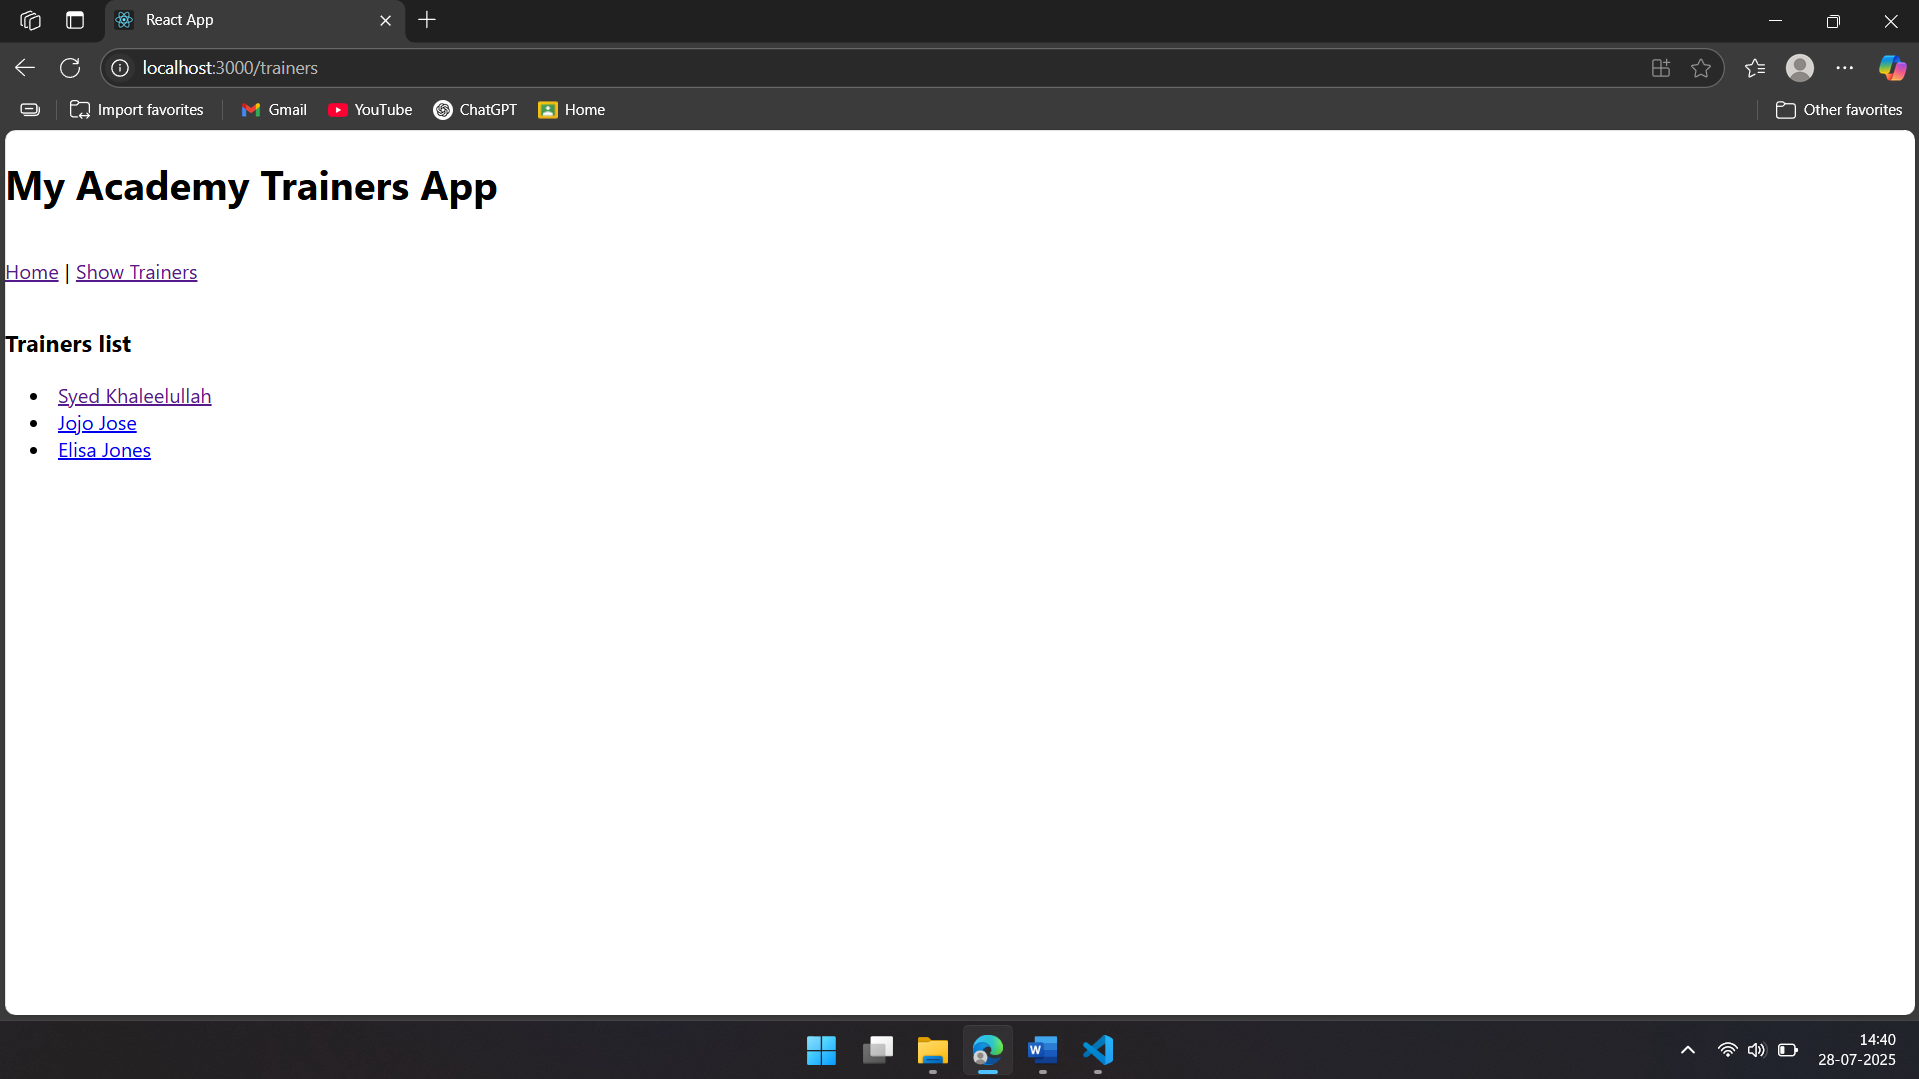 React App
localhost:3000/trainers
Import favorites Gmail YouTube ChatGPT Home Other favorites
My Academy Trainers App
Home | Show Trainers
Trainers list
Syed Khaleelullah
Jojo Jose
Elisa Jones
14:40
28-07-2025